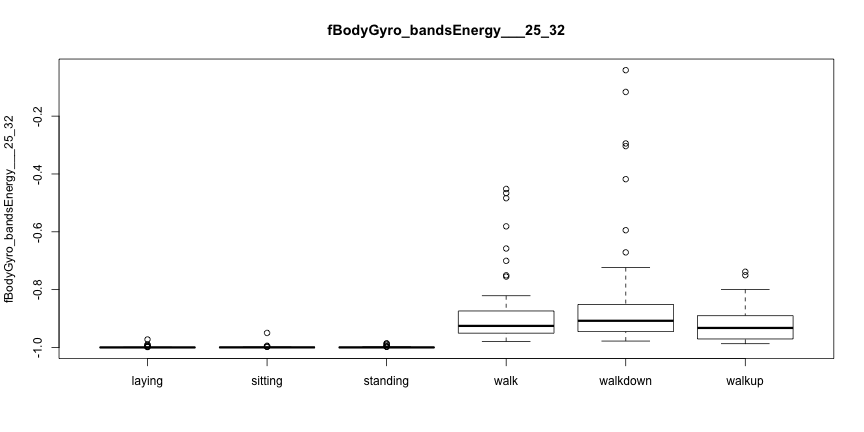 fBodyGyro_bandsEnergy___25_32
fBodyGyro_bandsEnergy___25_32
-0.2
-0.4
-0.6
-0.8
-1.0
laying sitting standing walk walkdown walkup